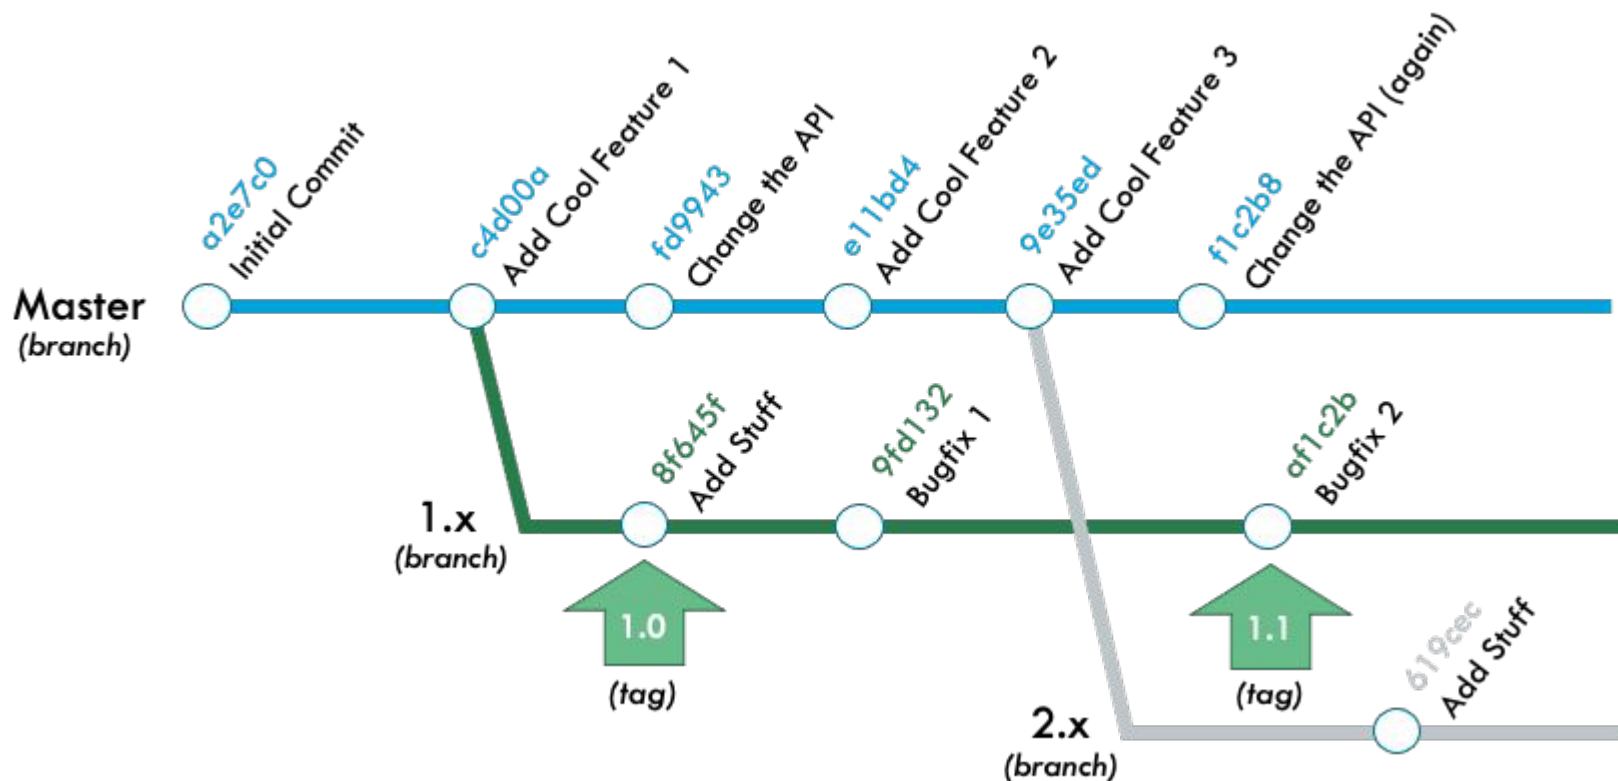 a2e7c0
Initial Commit
c4d00a
Add Cool Feature 1
fd9943
Change the API
e11bd4
Add Cool Feature 2
9e35ed
Add Cool Feature 3
f1c2b8
Change the API (again)
Master
(branch)
8f645f
Add Stuff
9fd132
Bugfix 1
af1c2b
Bugfix 2
1.x
(branch)
1.0
(tag)
1.1
(tag)
619cec
Add Stuff
2.x
(branch)